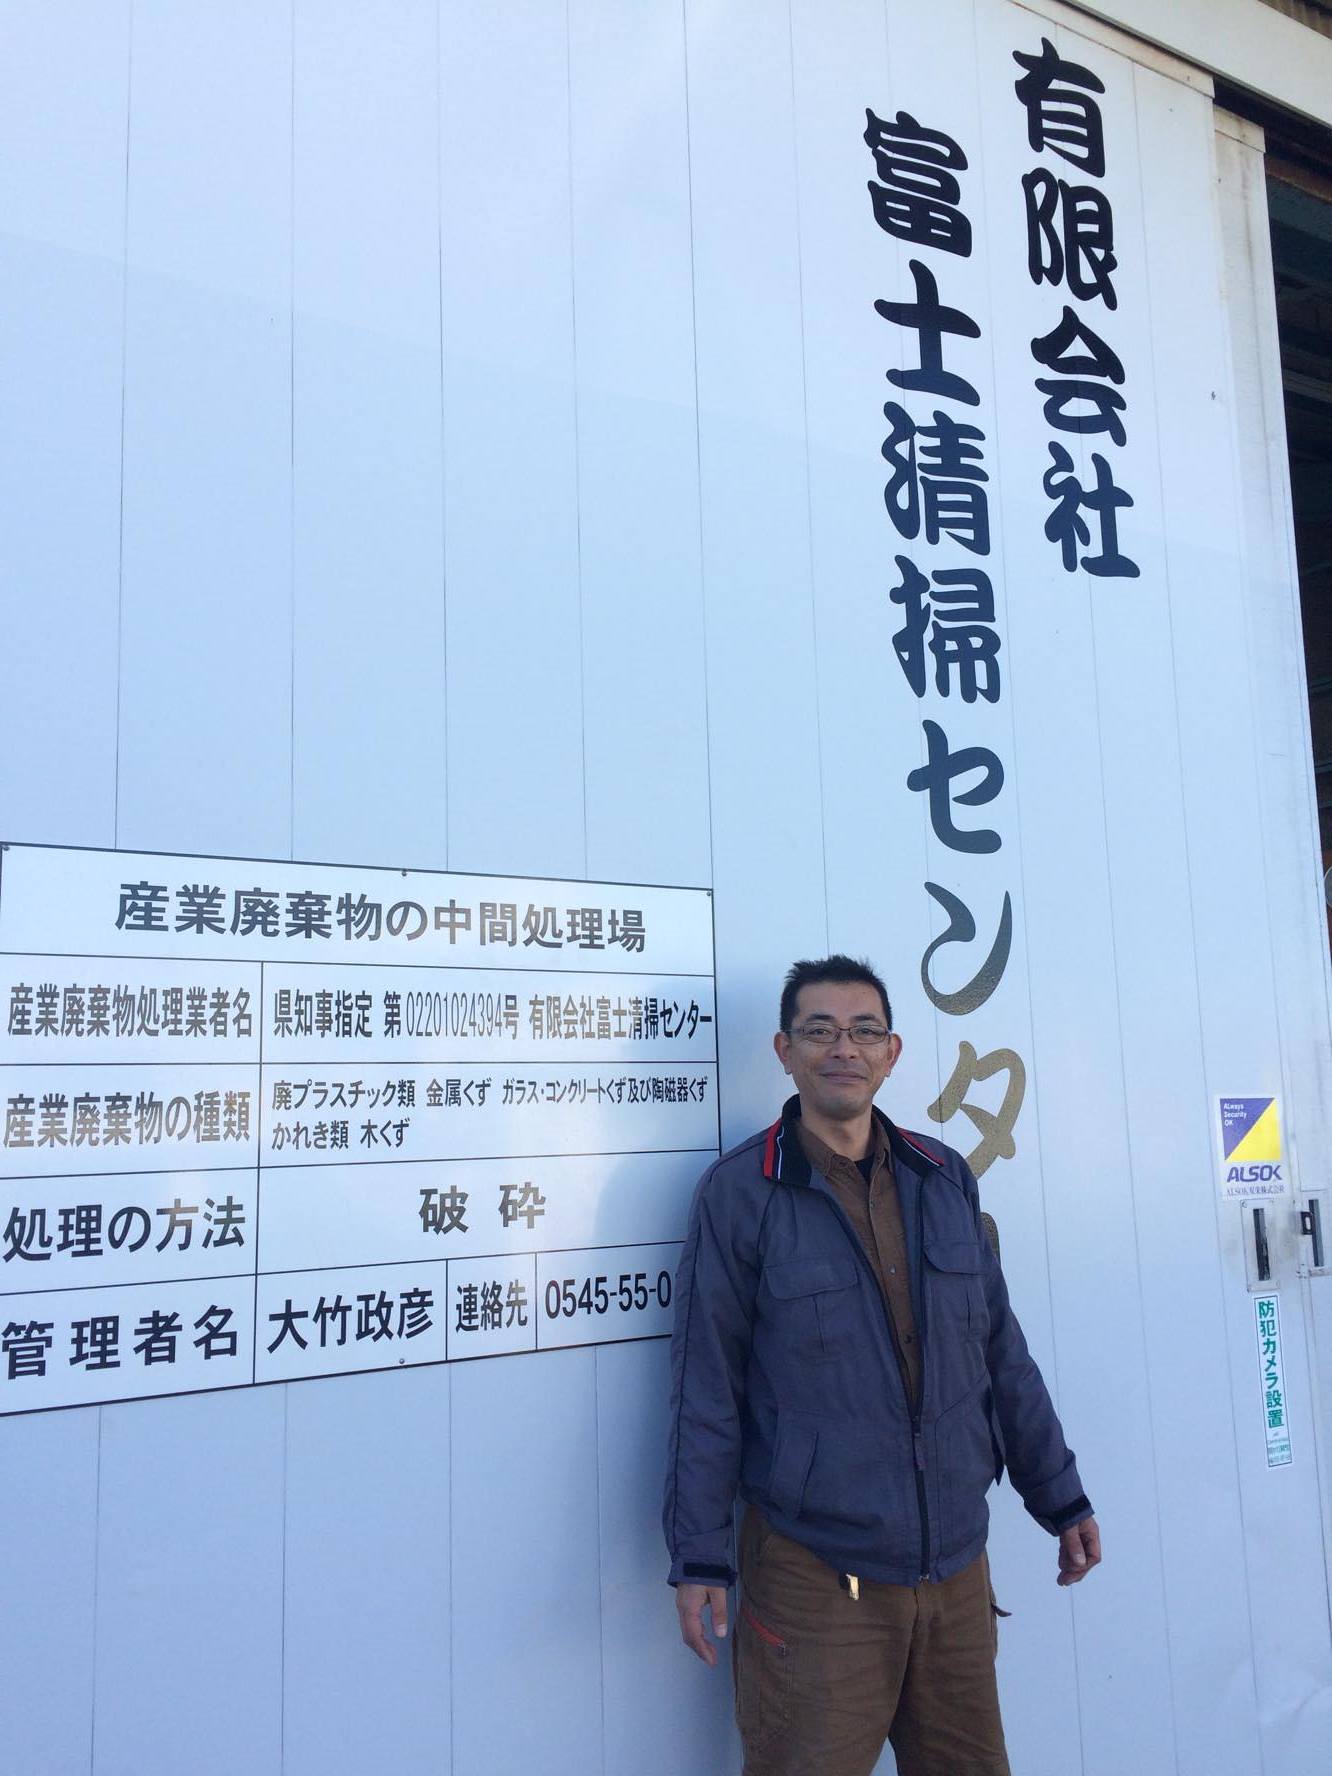 有限会社
富士清掃センター
産業廃棄物の中間処理場
産業廃棄物処理業者名 県知事指定 第02201024394号 有限会社富士清掃センター
産業廃棄物の種類 廃プラスチック類 金属くず ガラス・コンクリートくず及び陶磁器くず
かれき類 木くず
処理の方法 破砕
管理者名 大竹政彦 連絡先 0545-55-0
ALways
Security
OK
ALSOK
防犯カメラ設置